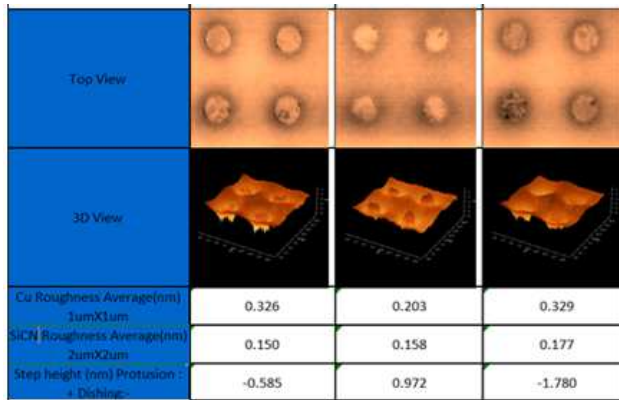 Top View
3D View
Cu Roughness Average(nm)
1umX1um
0.326
0.203
0.329
SiCN Roughness Average(nm)
2umX2um
0.150
0.158
0.177
Step height (nm) Protusion :
+ Dishing:-
-0.585
0.972
-1.780